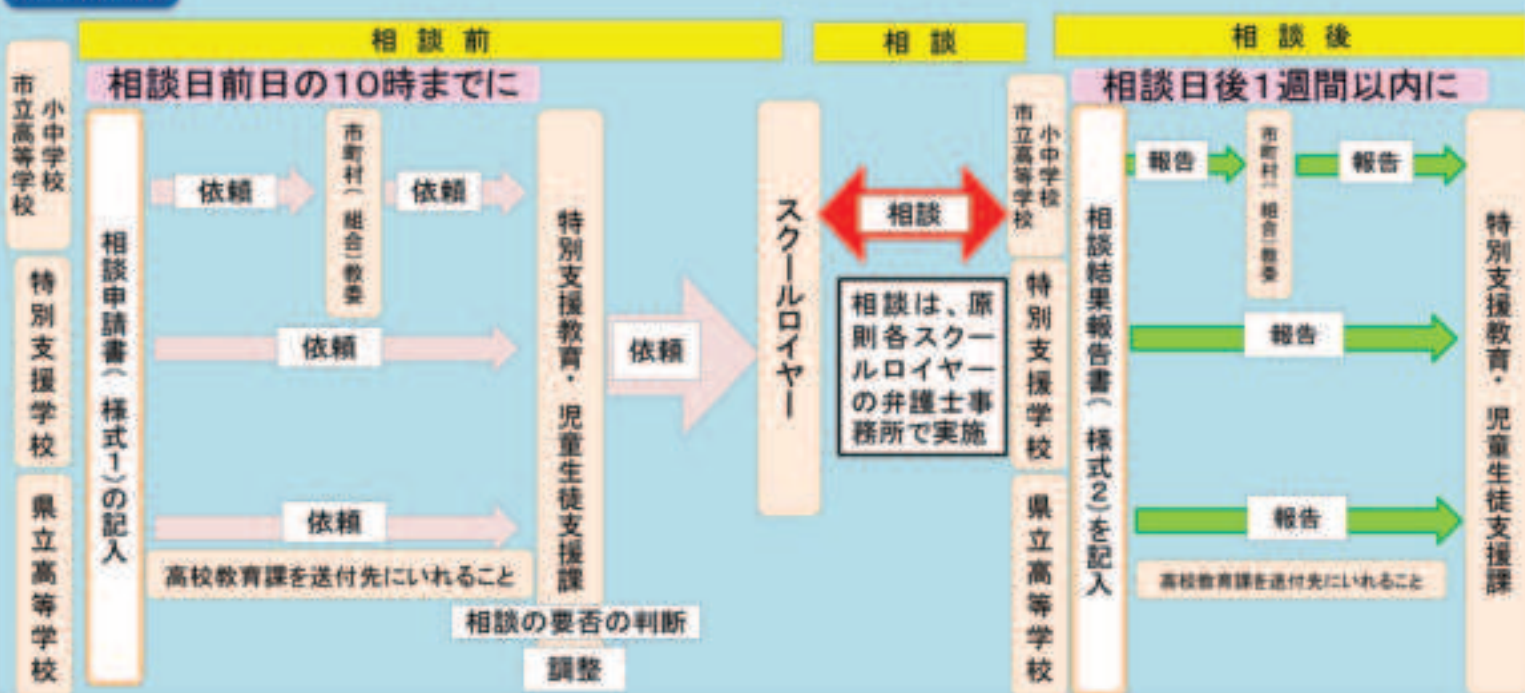 相談前
相談日前日の10時までに
小中学校
市立高等学校
特別支援学校
県立高等学校
相談申請書(様式1)の記入
依頼
市町村(組合)教委
依頼
依頼
依頼
高校教育課を送付先にいれること
特別支援教育・児童生徒支援課
相談の要否の判断
調整
依頼
スクールロイヤー
相談
相談
相談は、原
則各スクー
ルロイヤー
の弁護士事
務所で実施
相談後
相談日後1週間以内に
小中学校
市立高等学校
特別支援学校
県立高等学校
相談結果報告書(様式2)を記入
報告
市町村(組合)教委
報告
報告
報告
高校教育課を送付先にいれること
特別支援教育・児童生徒支援課